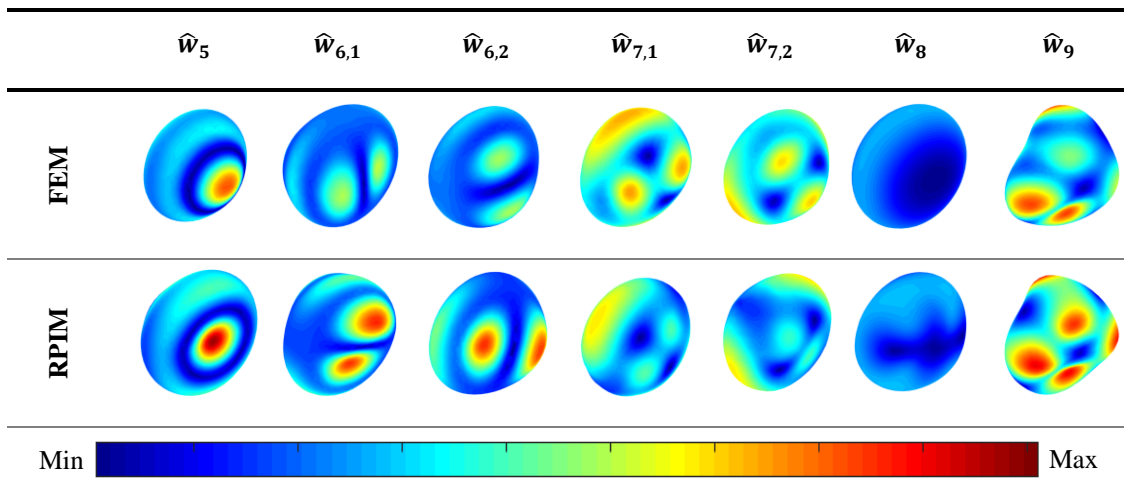 ŵ₅ ŵ₆,₁ ŵ₆,₂ ŵ₇,₁ ŵ₇,₂ ŵ₈ ŵ₉
FEM
RPIM
Min Max